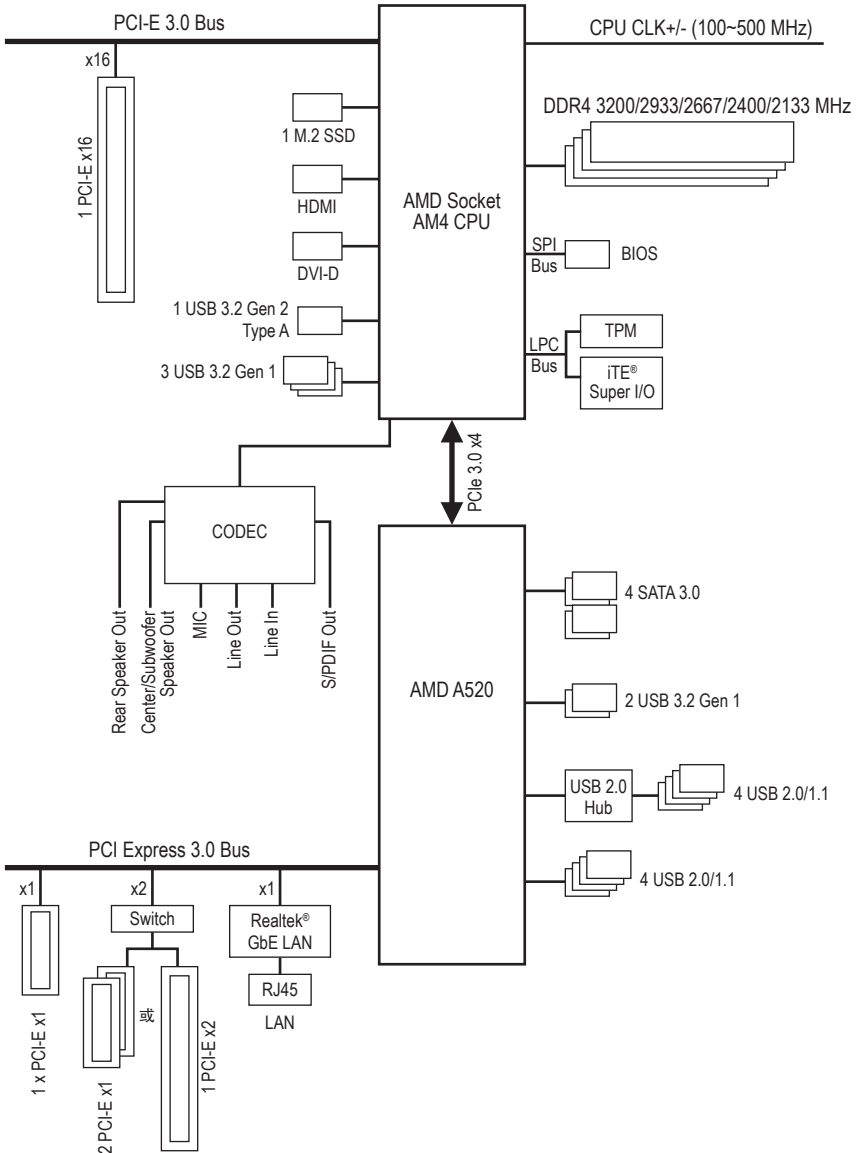 PCI-E 3.0 Bus
CPU CLK+/- (100~500 MHz)
x16
1 PCI-E x16
1 M.2 SSD
HDMI
DVI-D
1 USB 3.2 Gen 2
Type A
3 USB 3.2 Gen 1
AMD Socket
AM4 CPU
DDR4 3200/2933/2667/2400/2133 MHz
SPI
Bus
BIOS
LPC
Bus
TPM
iTE®
Super I/O
PCIe 3.0 x4
CODEC
Rear Speaker Out
Center/Subwoofer
Speaker Out
MIC
Line Out
Line In
S/PDIF Out
AMD A520
4 SATA 3.0
2 USB 3.2 Gen 1
USB 2.0
Hub
4 USB 2.0/1.1
4 USB 2.0/1.1
PCI Express 3.0 Bus
x1
x2
x1
Switch
Realtek®
GbE LAN
RJ45
LAN
1 x PCI-E x1
2 PCI-E x1
或
1 PCI-E x2